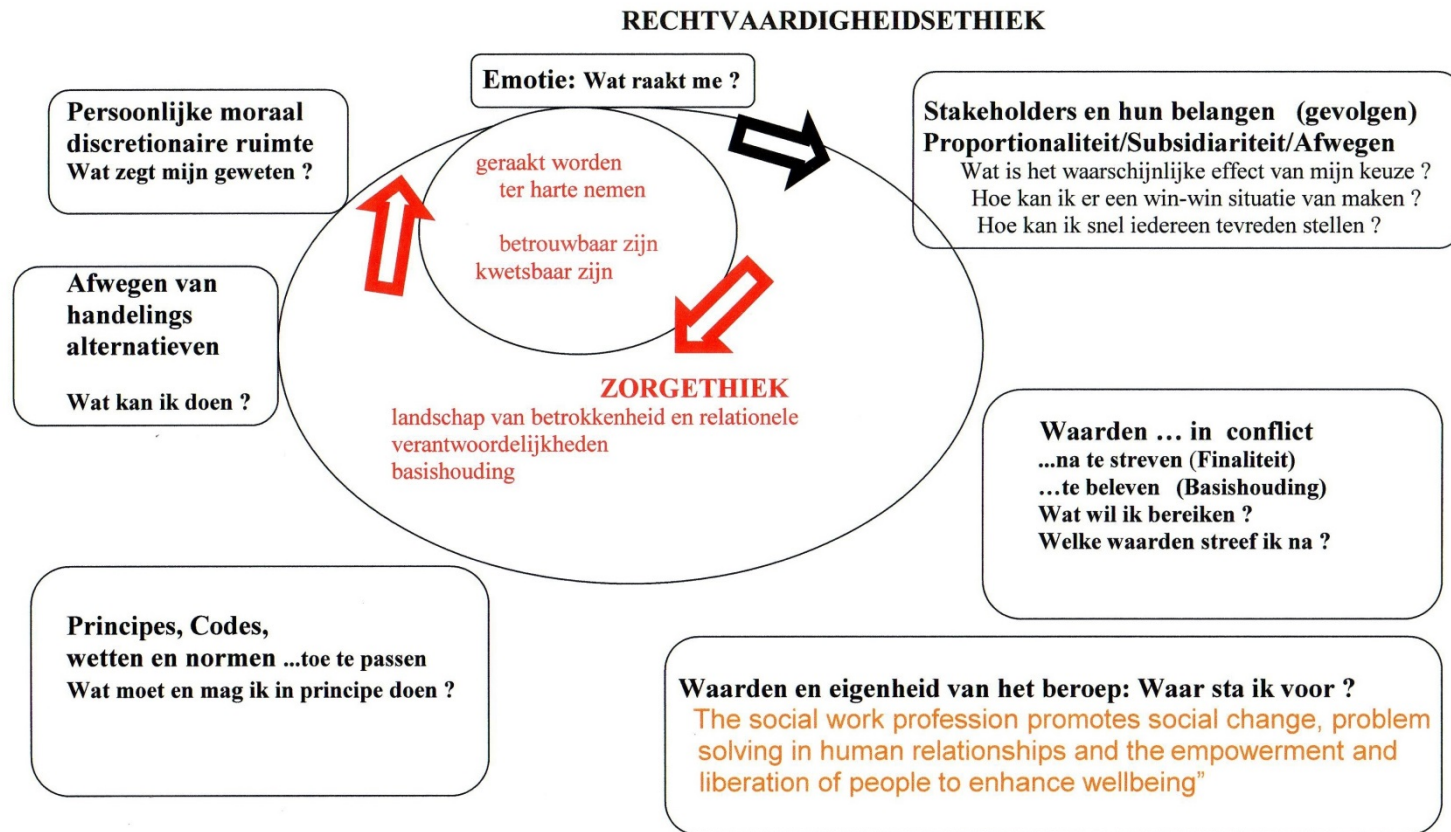 RECHTVAARDIGHEIDSETHIEK
Emotie: Wat raakt me ?
Persoonlijke moraal
discretionaire ruimte
Wat zegt mijn geweten ?
Stakeholders en hun belangen (gevolgen)
Proportionaliteit/Subsidiariteit/Afwegen
Wat is het waarschijnlijke effect van mijn keuze ?
Hoe kan ik er een win-win situatie van maken ?
Hoe kan ik snel iedereen tevreden stellen ?
geraakt worden
ter harte nemen
betrouwbaar zijn
kwetsbaar zijn
Afwegen van
handelings
alternatieven
Wat kan ik doen ?
ZORGETHIEK
landschap van betrokkenheid en relationele
verantwoordelijkheden
basishouding
Waarden … in conflict
...na te streven (Finaliteit)
…te beleven (Basishouding)
Wat wil ik bereiken ?
Welke waarden streef ik na ?
Principes, Codes,
wetten en normen ...toe te passen
Wat moet en mag ik in principe doen ?
Waarden en eigenheid van het beroep: Waar sta ik voor ?
The social work profession promotes social change, problem
solving in human relationships and the empowerment and
liberation of people to enhance wellbeing”